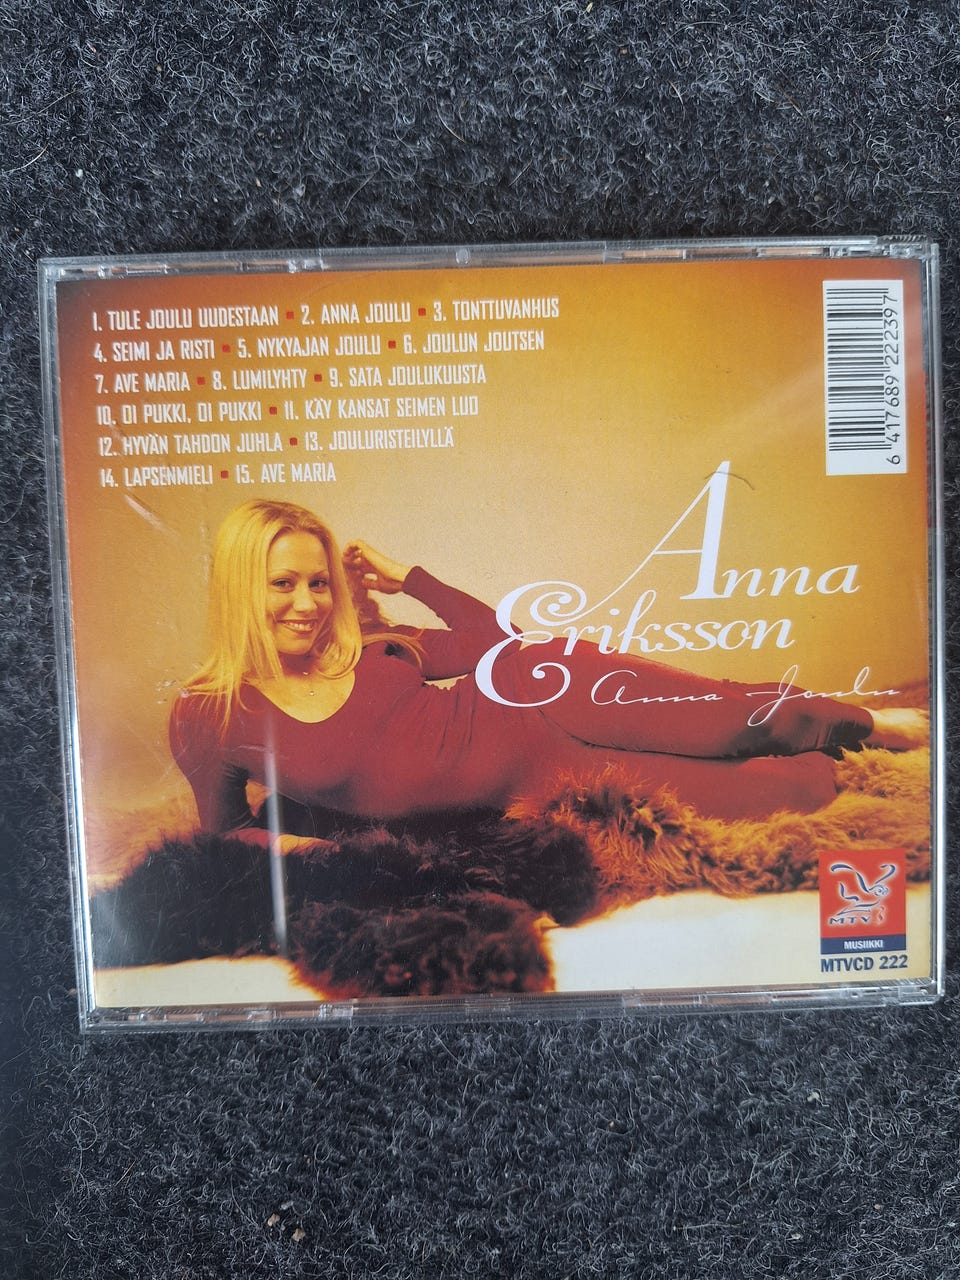 1. TULE JOULU UUDESTAAN ▪ 2. ANNA JOULU ▪ 3. TONTTUVANHUS
4. SEIMI JA RISTI ▪ 5. NYKYAJAN JOULU ▪ 6. JOULUN JOUTSEN
7. AVE MARIA ▪ 8. LUMILYHTY ▪ 9. SATA JOULUKUUSTA
10. OI PUKKI, OI PUKKI ▪ 11. KÄY KANSAT SEIMEN LUO
12. HYVÄN TAHDON JUHLA ▪ 13. JOULURISTEILYLLÄ
14. LAPSENMIELI ▪ 15. AVE MARIA
6 417689 222397
Anna
Eriksson
Anna Joulu
MTV3
MUSIIKKI
MTVCD 222